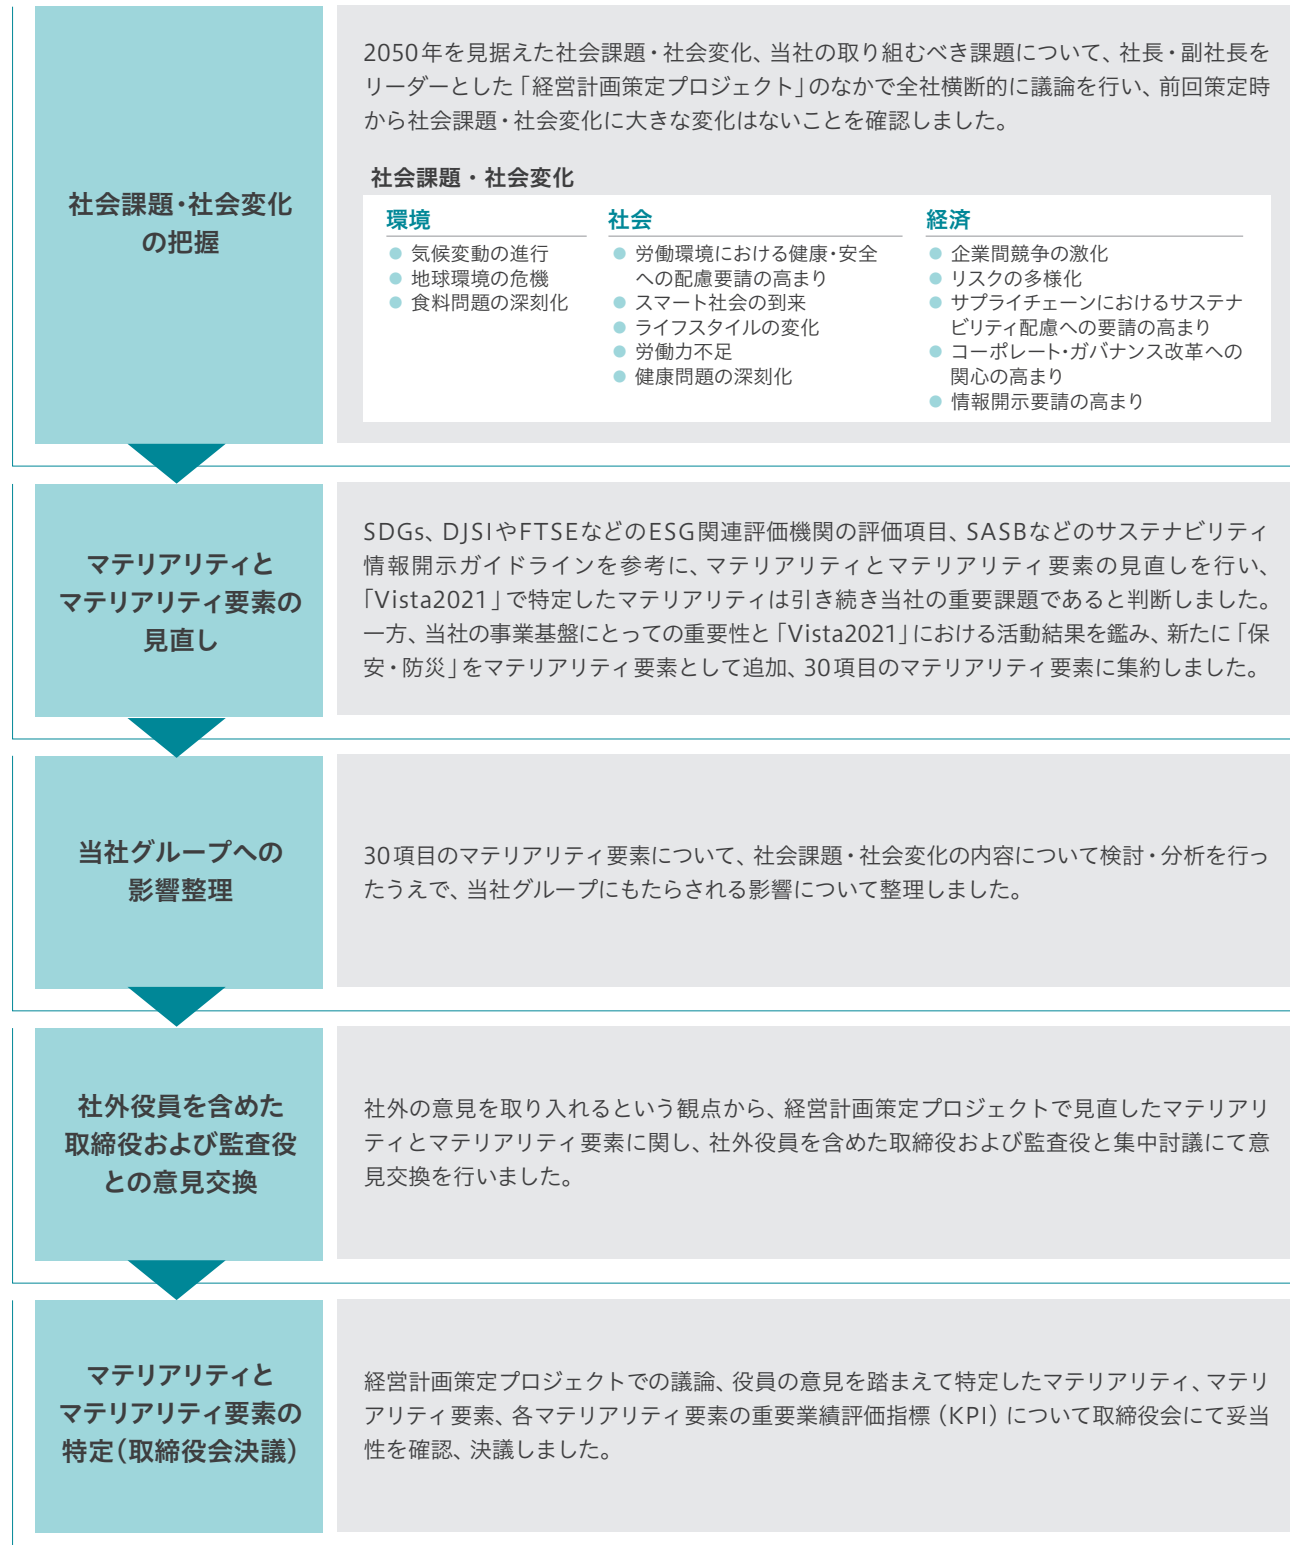 社会課題・社会変化
の把握
2050年を見据えた社会課題・社会変化、当社の取り組むべき課題について、社長・副社長を
リーダーとした「経営計画策定プロジェクト」のなかで全社横断的に議論を行い、前回策定時
から社会課題・社会変化に大きな変化はないことを確認しました。
社会課題・社会変化
環境
● 気候変動の進行
● 地球環境の危機
● 食料問題の深刻化
社会
● 労働環境における健康・安全
への配慮要請の高まり
● スマート社会の到来
● ライフスタイルの変化
● 労働力不足
● 健康問題の深刻化
経済
● 企業間競争の激化
● リスクの多様化
● サプライチェーンにおけるサステナ
ビリティ配慮への要請の高まり
● コーポレート・ガバナンス改革への
関心の高まり
● 情報開示要請の高まり
マテリアリティと
マテリアリティ要素の
見直し
SDGs、DJSIやFTSEなどのESG関連評価機関の評価項目、SASBなどのサステナビリティ
情報開示ガイドラインを参考に、マテリアリティとマテリアリティ要素の見直しを行い、
「Vista2021」で特定したマテリアリティは引き続き当社の重要課題であると判断しました。
一方、当社の事業基盤にとっての重要性と「Vista2021」における活動結果を鑑み、新たに「保
安・防災」をマテリアリティ要素として追加、30項目のマテリアリティ要素に集約しました。
当社グループへの
影響整理
30項目のマテリアリティ要素について、社会課題・社会変化の内容について検討・分析を行っ
たうえで、当社グループにもたらされる影響について整理しました。
社外役員を含めた
取締役および監査役
との意見交換
社外の意見を取り入れるという観点から、経営計画策定プロジェクトで見直したマテリアリ
ティとマテリアリティ要素に関し、社外役員を含めた取締役および監査役と集中討議にて意
見交換を行いました。
マテリアリティと
マテリアリティ要素の
特定（取締役会決議）
経営計画策定プロジェクトでの議論、役員の意見を踏まえて特定したマテリアリティ、マテリ
アリティ要素、各マテリアリティ要素の重要業績評価指標（KPI）について取締役会にて妥当
性を確認、決議しました。